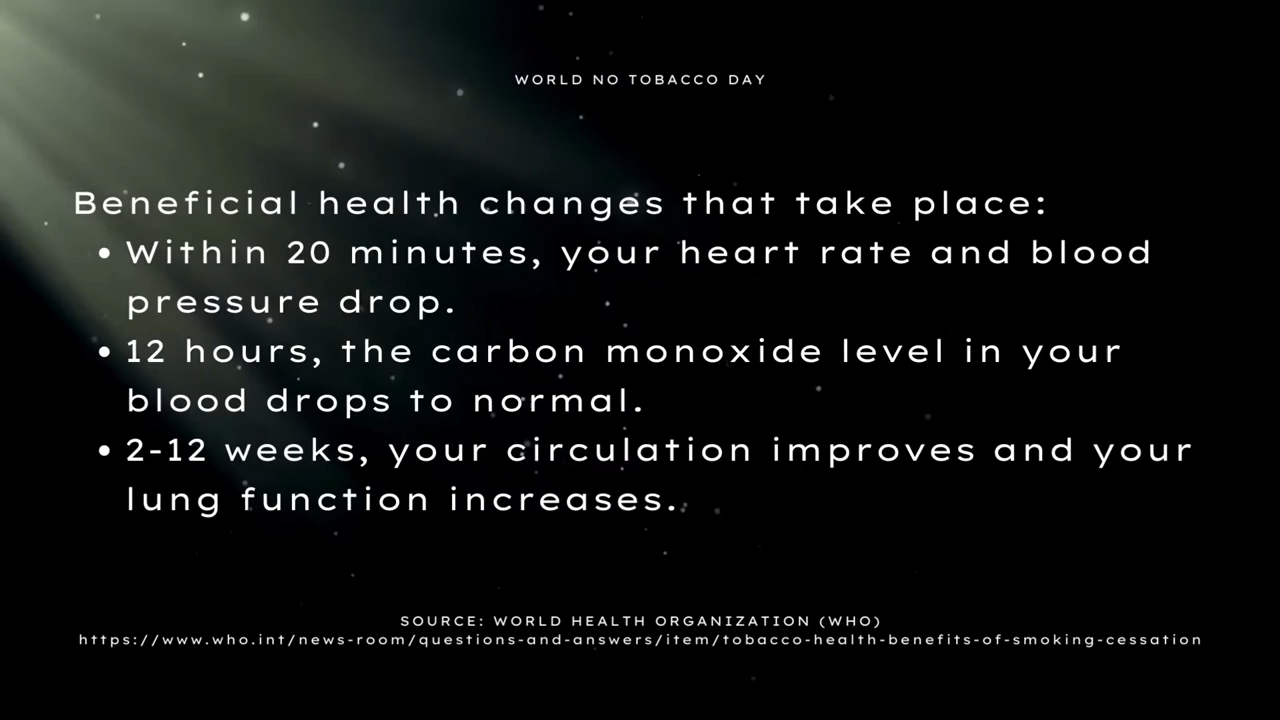 WORLD NO TOBACCO DAY
Beneficial health changes that take place:
• Within 20 minutes, your heart rate and blood
pressure drop.
• 12 hours, the carbon monoxide level in your
blood drops to normal.
• 2-12 weeks, your circulation improves and your
lung function increases.
SOURCE: WORLD HEALTH ORGANIZATION (WHO)
https://www.who.int/news-room/questions-and-answers/item/tobacco-health-benefits-of-smoking-cessation